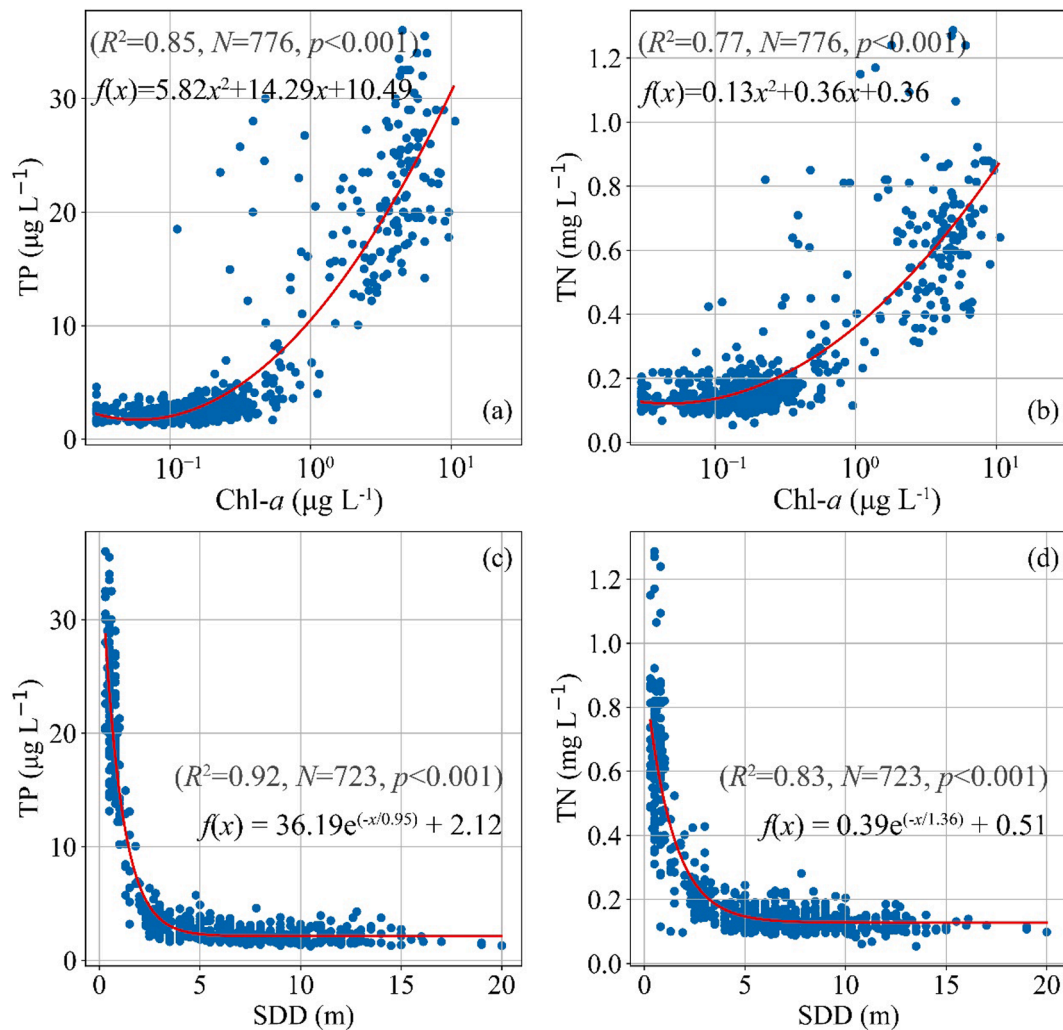 (R²=0.85, N=776, p<0.001)
f(x)=5.82x²+14.29x+10.49
TP (μg L⁻¹)
30
20
10
0
(a)
10⁻¹
10⁰
10¹
Chl-a (μg L⁻¹)
(R²=0.77, N=776, p<0.001)
f(x)=0.13x²+0.36x+0.36
TN (mg L⁻¹)
1.2
1.0
0.8
0.6
0.4
0.2
0.0
(b)
10⁻¹
10⁰
10¹
Chl-a (μg L⁻¹)
(c)
TP (μg L⁻¹)
30
20
10
0
(R²=0.92, N=723, p<0.001)
f(x) = 36.19e^(-x/0.95) + 2.12
0
5
10
15
20
SDD (m)
(d)
TN (mg L⁻¹)
1.2
1.0
0.8
0.6
0.4
0.2
0.0
(R²=0.83, N=723, p<0.001)
f(x) = 0.39e^(-x/1.36) + 0.51
0
5
10
15
20
SDD (m)